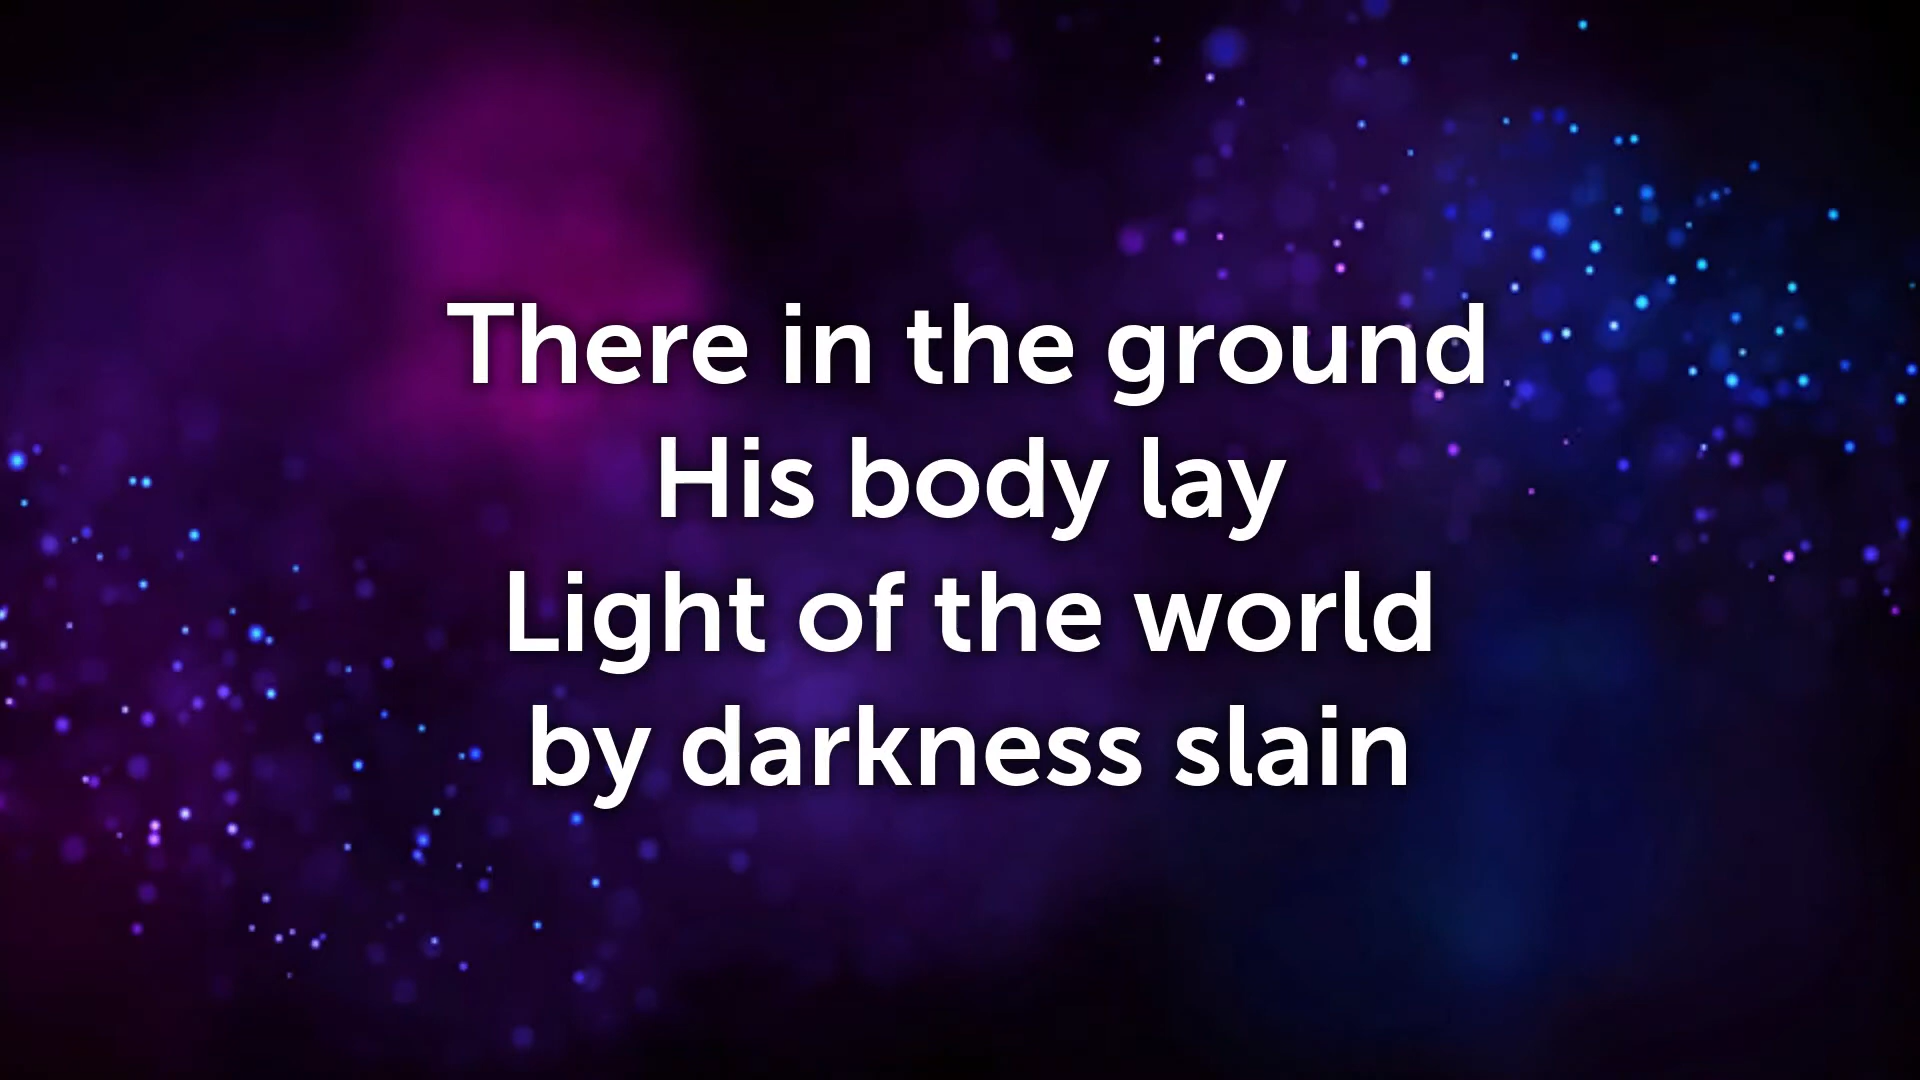 There in the ground
His body lay
Light of the world
by darkness slain